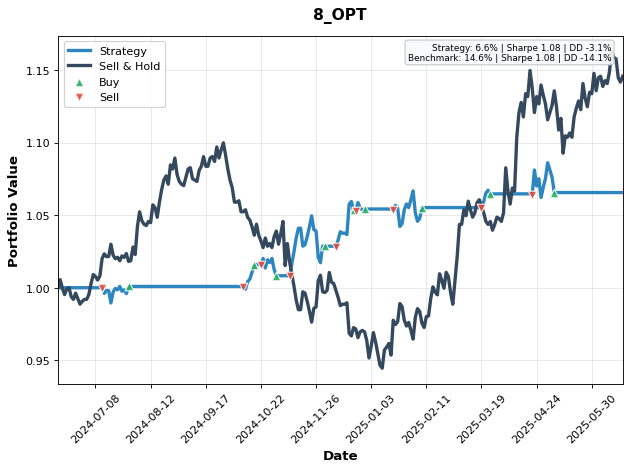 8_OPT
Strategy: 6.6% | Sharpe 1.08 | DD -3.1%
Benchmark: 14.6% | Sharpe 1.08 | DD -14.1%
Strategy
Sell & Hold
Buy
Sell
Portfolio Value
1.15
1.10
1.05
1.00
0.95
2024-07-08
2024-08-12
2024-09-17
2024-10-22
2024-11-26
2025-01-03
2025-02-11
2025-03-19
2025-04-24
2025-05-30
Date